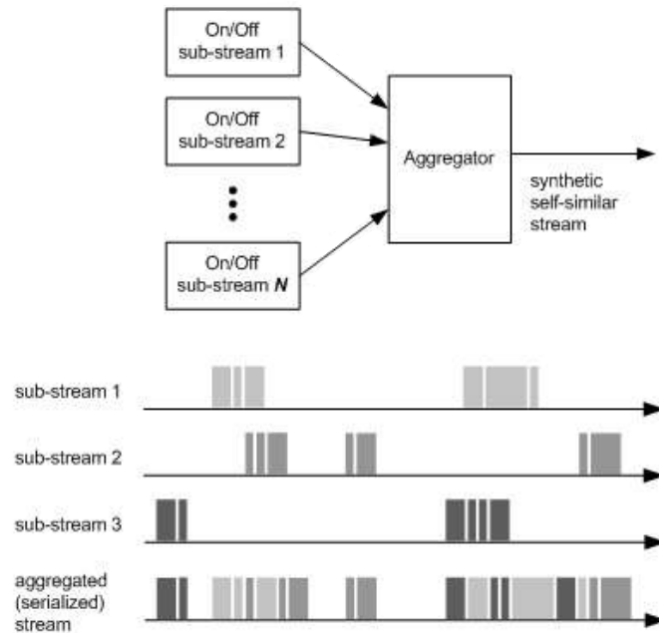 On/Off
sub-stream 1
On/Off
sub-stream 2
Aggregator
synthetic
self-similar
stream
On/Off
sub-stream N
sub-stream 1
sub-stream 2
sub-stream 3
aggregated
(serialized)
stream